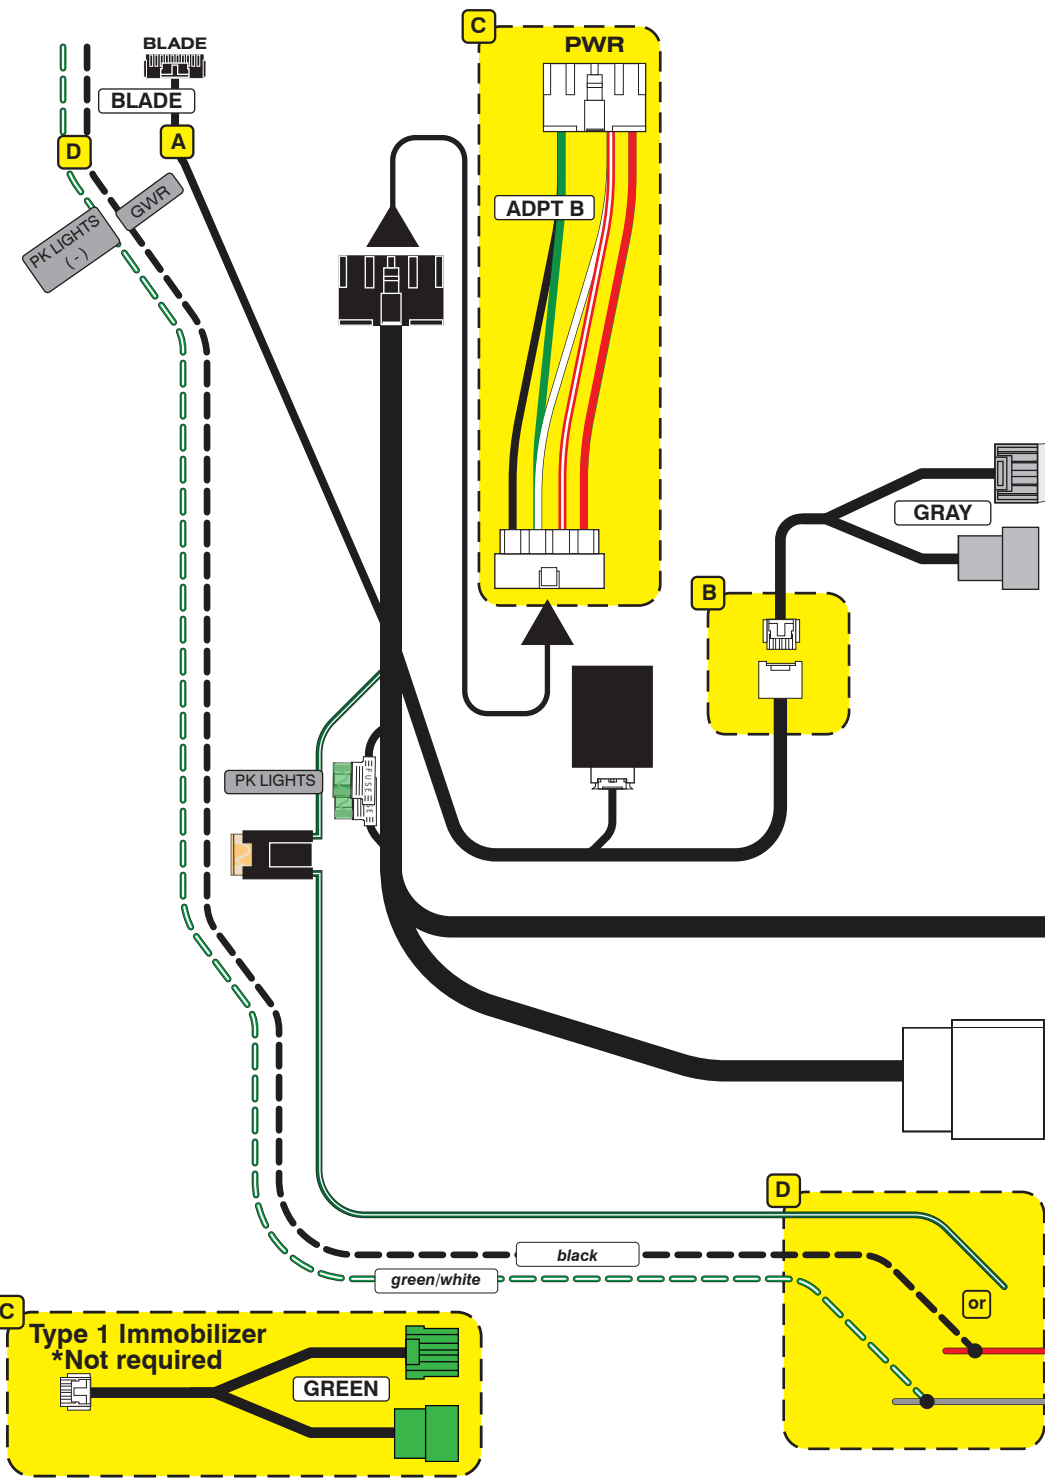 C
BLADE
PWR
BLADE
A
D
GWR
PK LIGHTS
(-)
ADPT B
GRAY
B
PK LIGHTS
FUSE
D
black
green/white
or
C
Type 1 Immobilizer
*Not required
GREEN